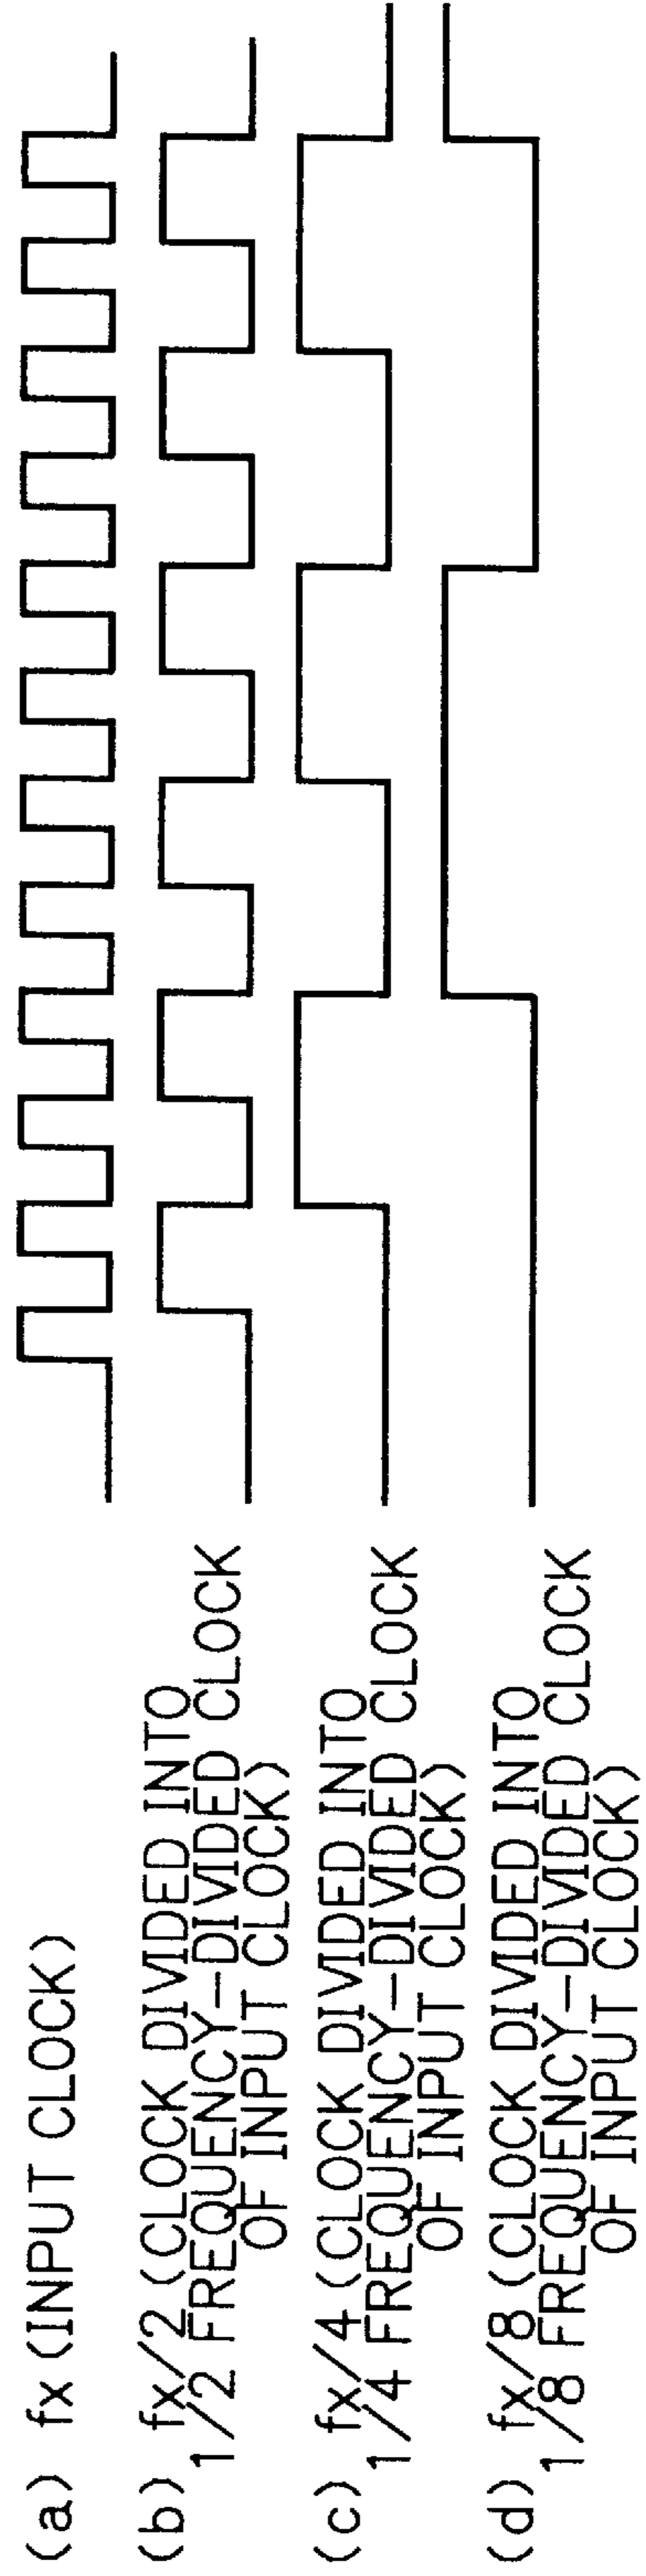 (a) fx (INPUT CLOCK)
(b) fx/2 (CLOCK DIVIDED INTO
1/2 FREQUENCY-DIVIDED CLOCK
OF INPUT CLOCK)
(c) fx/4 (CLOCK DIVIDED INTO
1/4 FREQUENCY-DIVIDED CLOCK
OF INPUT CLOCK)
(d) fx/8 (CLOCK DIVIDED INTO
1/8 FREQUENCY-DIVIDED CLOCK
OF INPUT CLOCK)